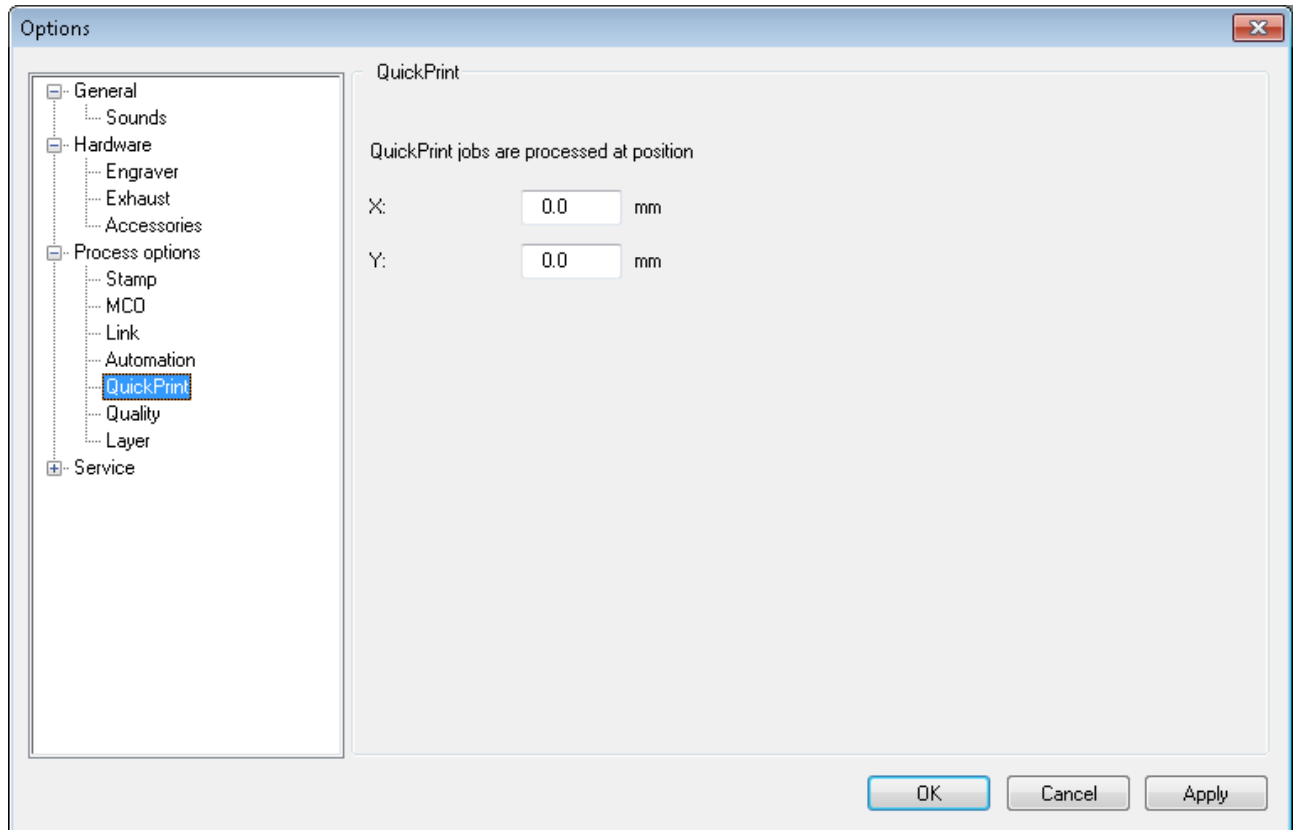 Options
General
Sounds
Hardware
Engraver
Exhaust
Accessories
Process options
Stamp
MCO
Link
Automation
QuickPrint
Quality
Layer
Service
QuickPrint
QuickPrint jobs are processed at position
X: 0.0 mm
Y: 0.0 mm
OK Cancel Apply